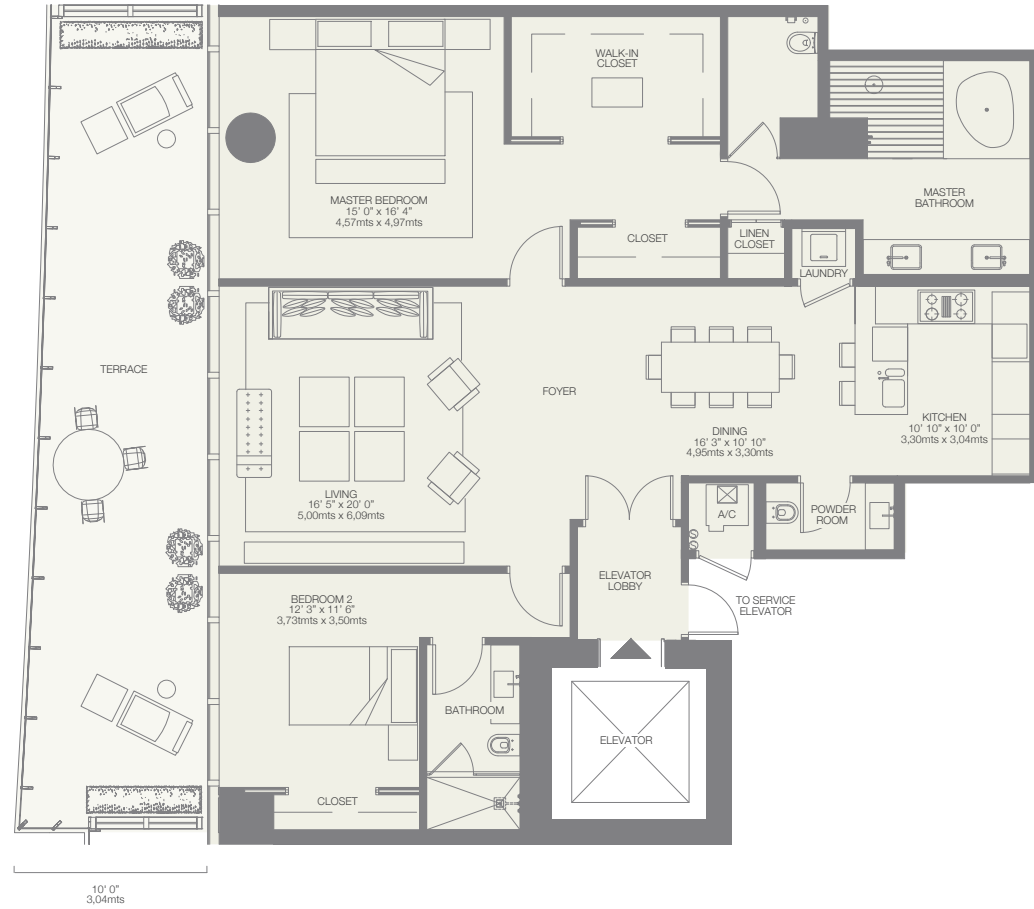 WALK-IN
CLOSET
MASTER BEDROOM
15' 0" x 16' 4"
4,57mts x 4,97mts
MASTER
BATHROOM
CLOSET
LINEN
CLOSET
LAUNDRY
TERRACE
FOYER
DINING
16' 3" x 10' 10"
4,95mts x 3,30mts
KITCHEN
10' 10" x 10' 0"
3,30mts x 3,04mts
LIVING
16' 5" x 20' 0"
5,00mts x 6,09mts
A/C
POWDER
ROOM
ELEVATOR
LOBBY
TO SERVICE
ELEVATOR
BEDROOM 2
12' 3" x 11' 6"
3,73tmts x 3,50mts
BATHROOM
ELEVATOR
CLOSET
10' 0"
3,04mts